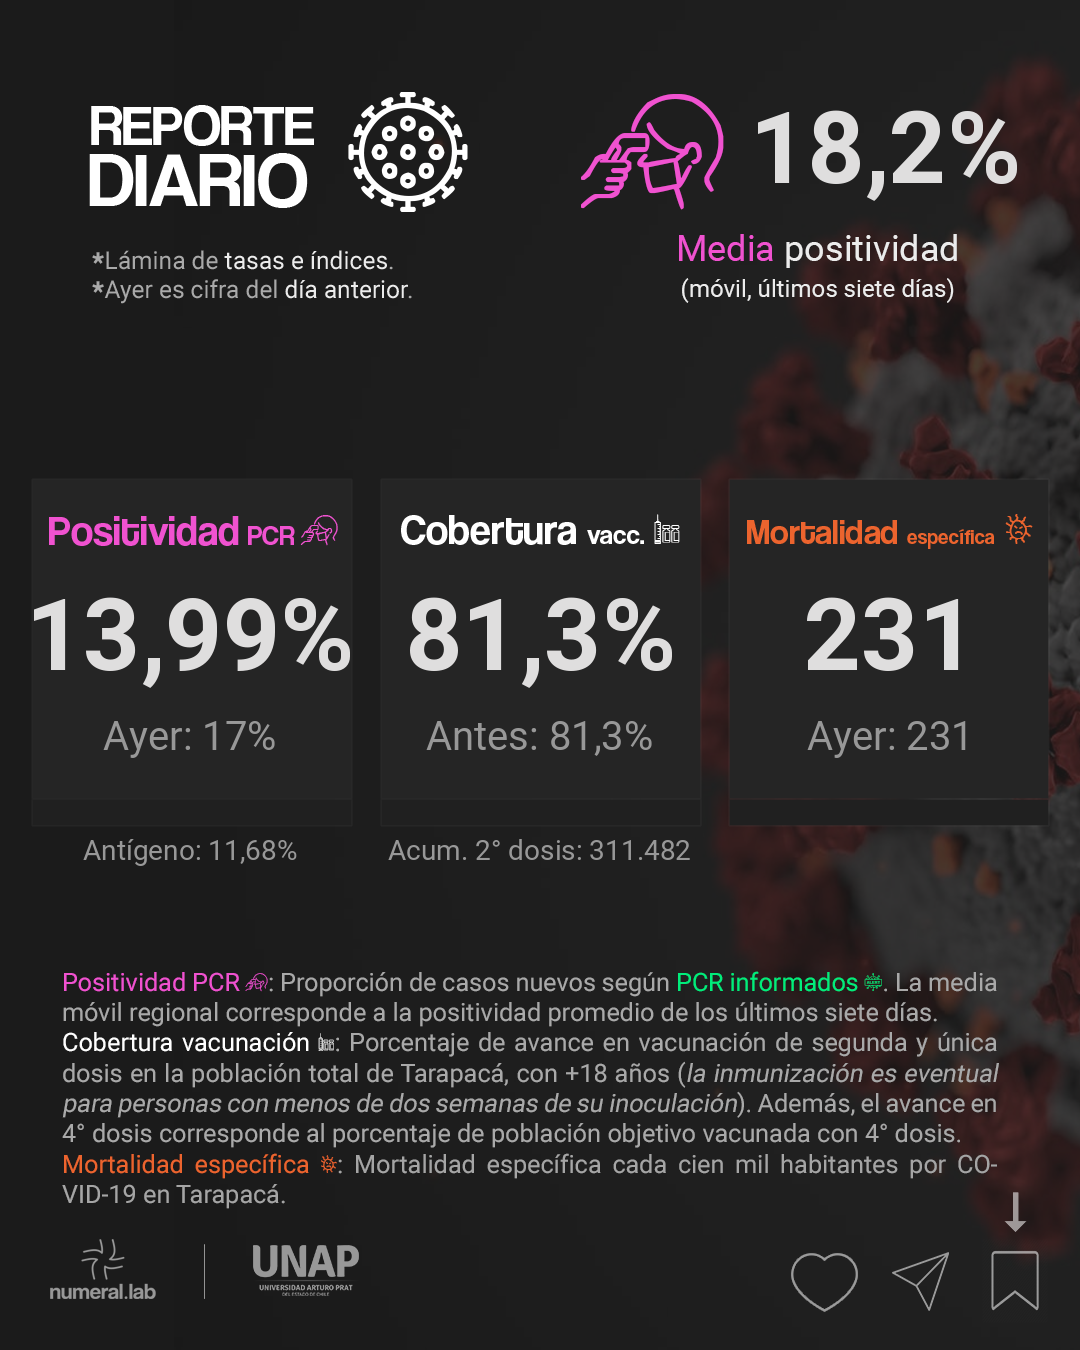 REPORTE
DIARIO
*Lámina de tasas e índices.
*Ayer es cifra del día anterior.
18,2%
Media positividad
(móvil, últimos siete días)
Positividad PCR
13,99%
Ayer: 17%
Antígeno: 11,68%
Cobertura vacc.
81,3%
Antes: 81,3%
Acum. 2° dosis: 311.482
Mortalidad específica
231
Ayer: 231
Positividad PCR: Proporción de casos nuevos según PCR informados. La media
móvil regional corresponde a la positividad promedio de los últimos siete días.
Cobertura vacunación: Porcentaje de avance en vacunación de segunda y única
dosis en la población total de Tarapacá, con +18 años (la inmunización es eventual
para personas con menos de dos semanas de su inoculación). Además, el avance en
4° dosis corresponde al porcentaje de población objetivo vacunada con 4° dosis.
Mortalidad específica: Mortalidad específica cada cien mil habitantes por CO-
VID-19 en Tarapacá.
numeral.lab
UNAP
UNIVERSIDAD ARTURO PRAT
DEL ESTADO DE CHILE